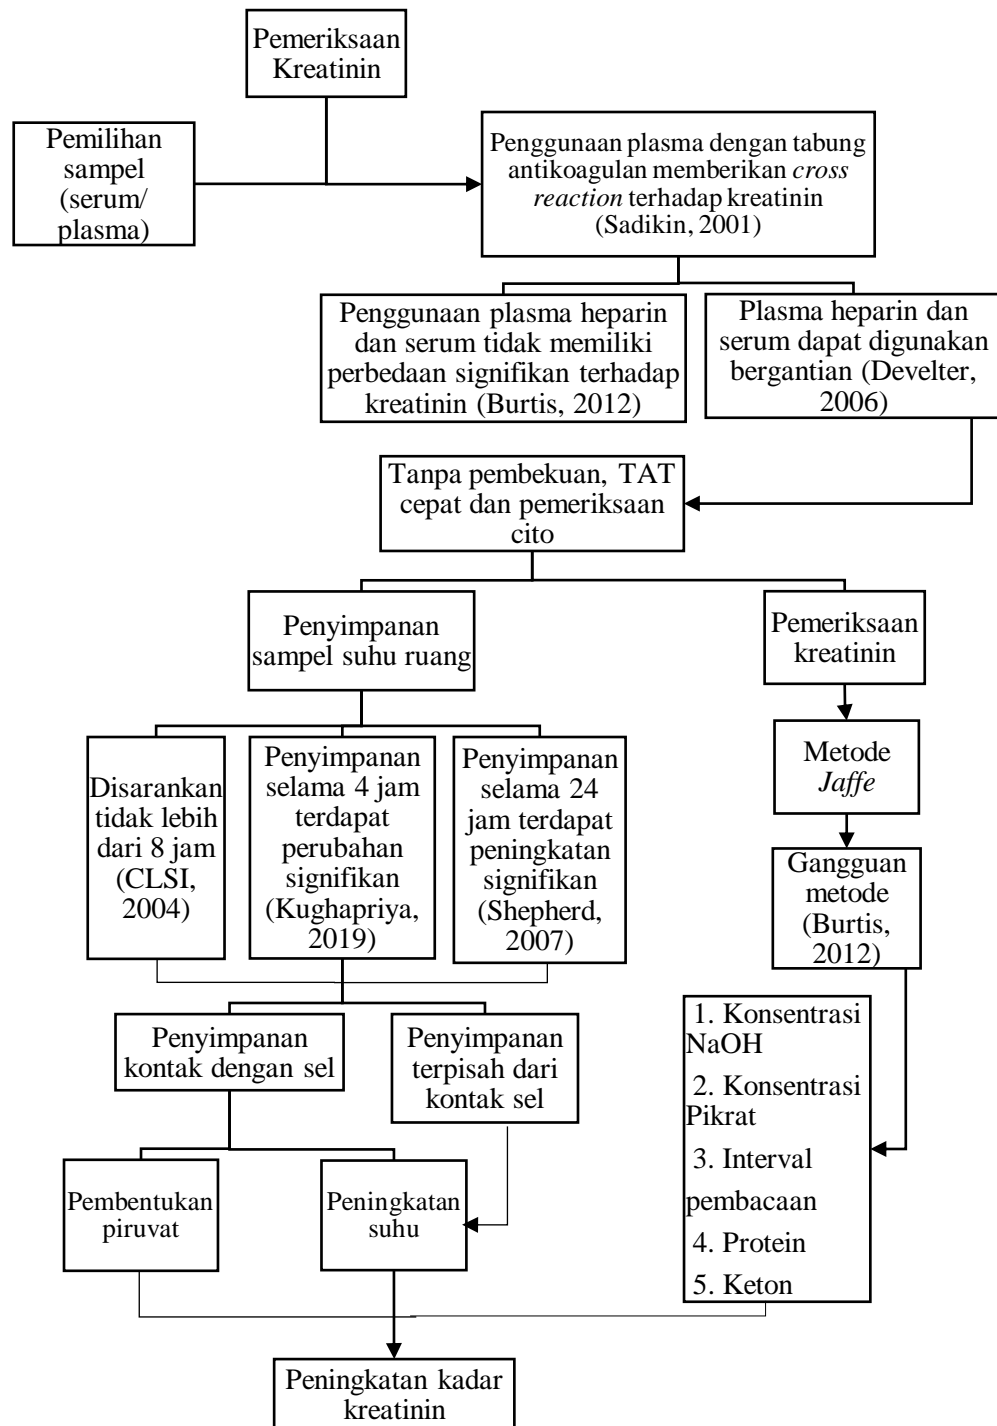 Pemeriksaan
Kreatinin
Pemilihan
sampel
(serum/
plasma)
Penggunaan plasma dengan tabung
antikoagulan memberikan cross
reaction terhadap kreatinin
(Sadikin, 2001)
Penggunaan plasma heparin
dan serum tidak memiliki
perbedaan signifikan terhadap
kreatinin (Burtis, 2012)
Plasma heparin dan
serum dapat digunakan
bergantian (Develter,
2006)
Tanpa pembekuan, TAT
cepat dan pemeriksaan
cito
Penyimpanan
sampel suhu ruang
Pemeriksaan
kreatinin
Disarankan
tidak lebih
dari 8 jam
(CLSI,
2004)
Penyimpanan
selama 4 jam
terdapat
perubahan
signifikan
(Kughapriya,
2019)
Penyimpanan
selama 24
jam terdapat
peningkatan
signifikan
(Shepherd,
2007)
Metode
Jaffe
Gangguan
metode
(Burtis,
2012)
Penyimpanan
kontak dengan sel
Penyimpanan
terpisah dari
kontak sel
1. Konsentrasi
NaOH
2. Konsentrasi
Pikrat
3. Interval
pembacaan
4. Protein
5. Keton
Pembentukan
piruvat
Peningkatan
suhu
Peningkatan kadar
kreatinin